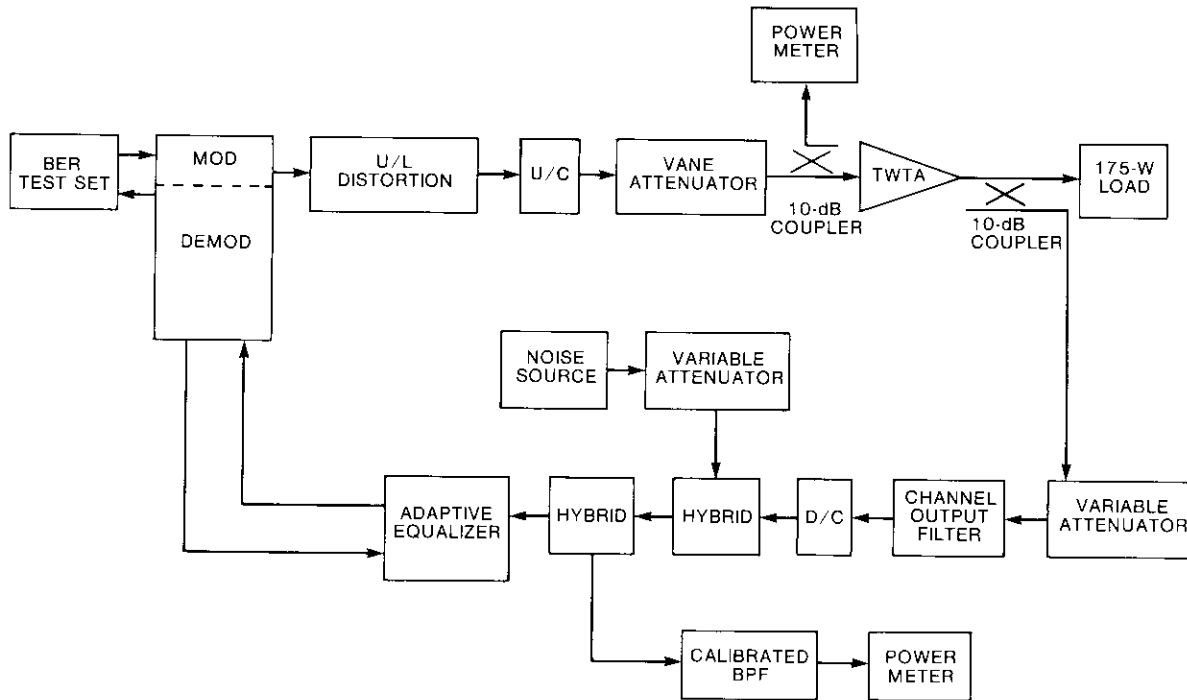 POWER
METER
BER
TEST SET
MOD
DEMOD
U/L
DISTORTION
U/C
VANE
ATTENUATOR
10-dB
COUPLER
TWTA
10-dB
COUPLER
175-W
LOAD
NOISE
SOURCE
VARIABLE
ATTENUATOR
ADAPTIVE
EQUALIZER
HYBRID
HYBRID
D/C
CHANNEL
OUTPUT
FILTER
VARIABLE
ATTENUATOR
CALIBRATED
BPF
POWER
METER